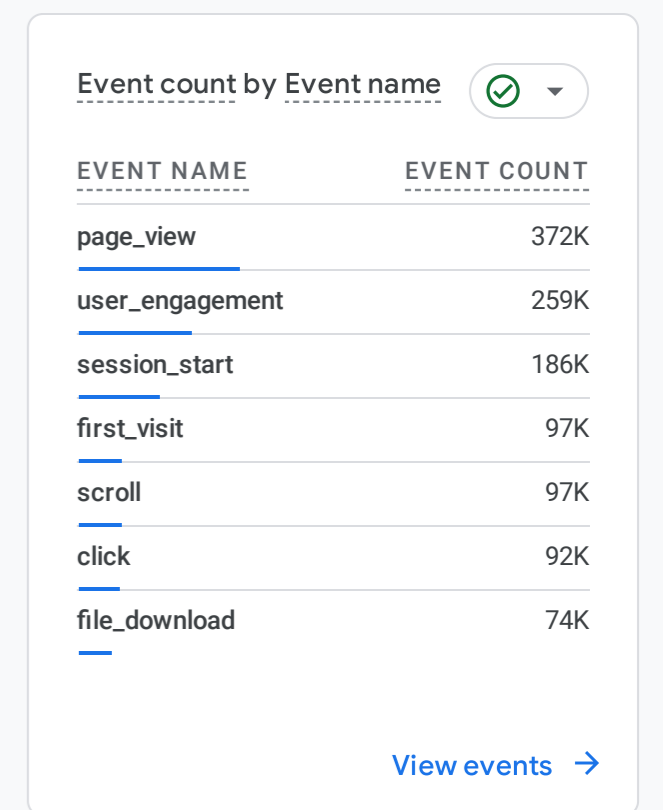 Event count by Event name
EVENT NAME EVENT COUNT
page_view 372K
user_engagement 259K
session_start 186K
first_visit 97K
scroll 97K
click 92K
file_download 74K
View events